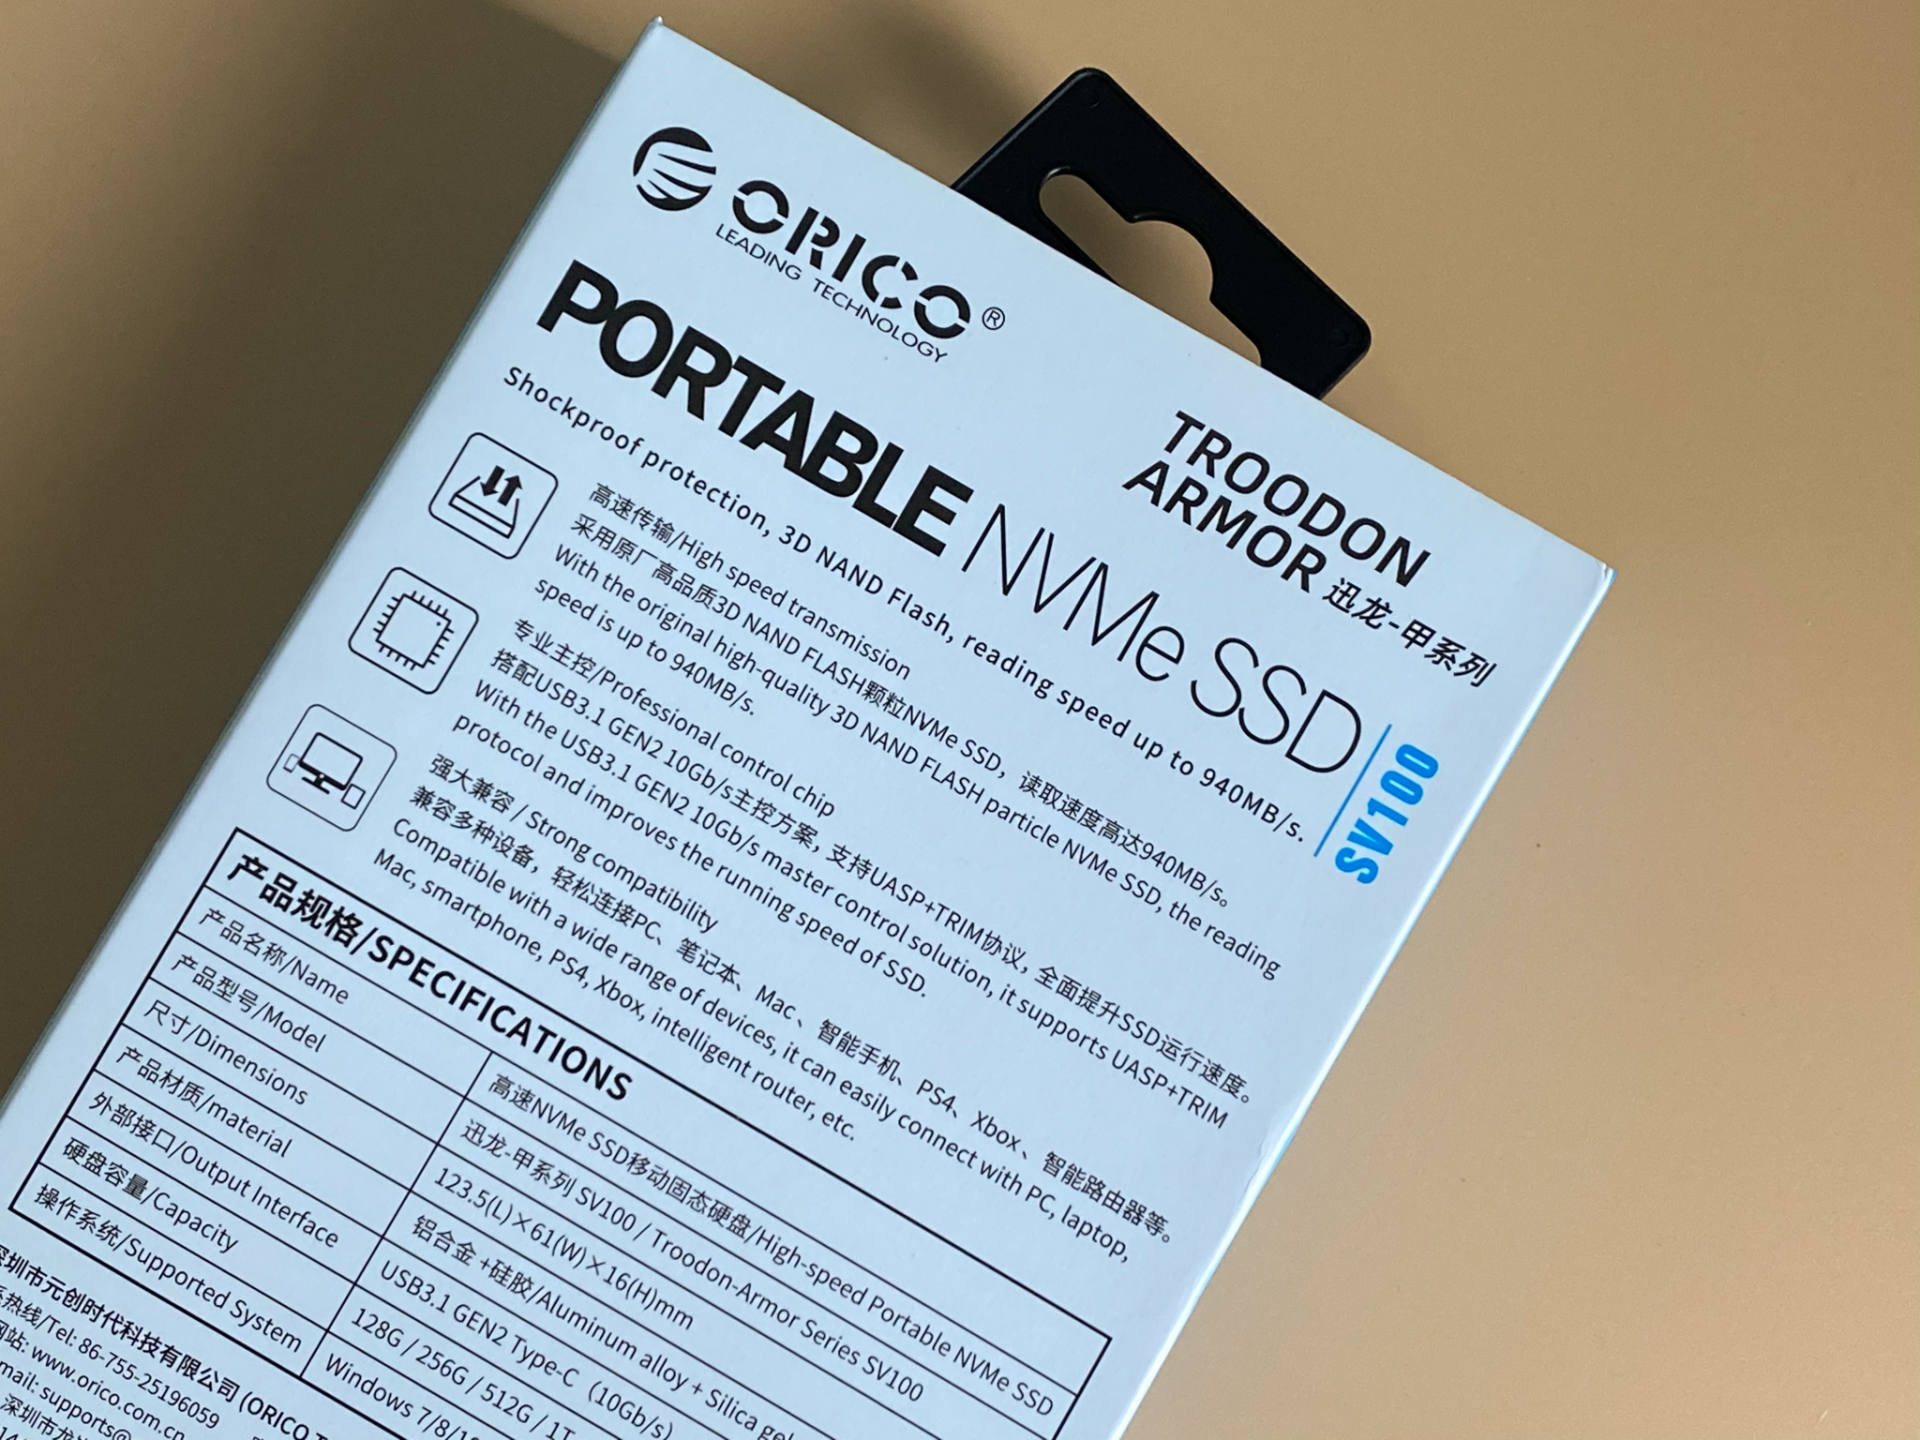 ORICO®
LEADING TECHNOLOGY
TROODON
ARMOR 迅龙-甲系列
PORTABLE NVMe SSD
SV100
Shockproof protection, 3D NAND Flash, reading speed up to 940MB/s.
高速传输/High speed transmission
采用原厂高品质3D NAND FLASH颗粒NVMe SSD，读取速度高达940MB/s。
With the original high-quality 3D NAND FLASH particle NVMe SSD, the reading
speed is up to 940MB/s.
专业主控/Professional control chip
搭配USB3.1 GEN2 10Gb/s主控方案，支持UASP+TRIM协议, 全面提升SSD运行速度。
With the USB3.1 GEN2 10Gb/s master control solution, it supports UASP+TRIM
protocol and improves the running speed of SSD.
强大兼容 / Strong compatibility
兼容多种设备，轻松连接PC、笔记本、Mac、智能手机、PS4、Xbox、智能路由器等。
Compatible with a wide range of devices, it can easily connect with PC, laptop,
Mac, smartphone, PS4, Xbox, intelligent router, etc.
产品规格/SPECIFICATIONS
产品名称/Name 高速NVMe SSD移动固态硬盘/High-speed Portable NVMe SSD
产品型号/Model 迅龙-甲系列 SV100 / Troodon-Armor Series SV100
尺寸/Dimensions 123.5(L)×61(W)×16(H)mm
产品材质/material 铝合金+硅胶/Aluminum alloy + Silica gel
外部接口/Output Interface USB3.1 GEN2 Type-C（10Gb/s）
硬盘容量/Capacity 128G / 256G / 512G / 1T
操作系统/Supported System Windows 7/8/10
深圳市元创时代科技有限公司 (ORICO
热线/Tel: 86-755-25196059
网站: www.orico.com.cn
mail: supports@
深圳市龙